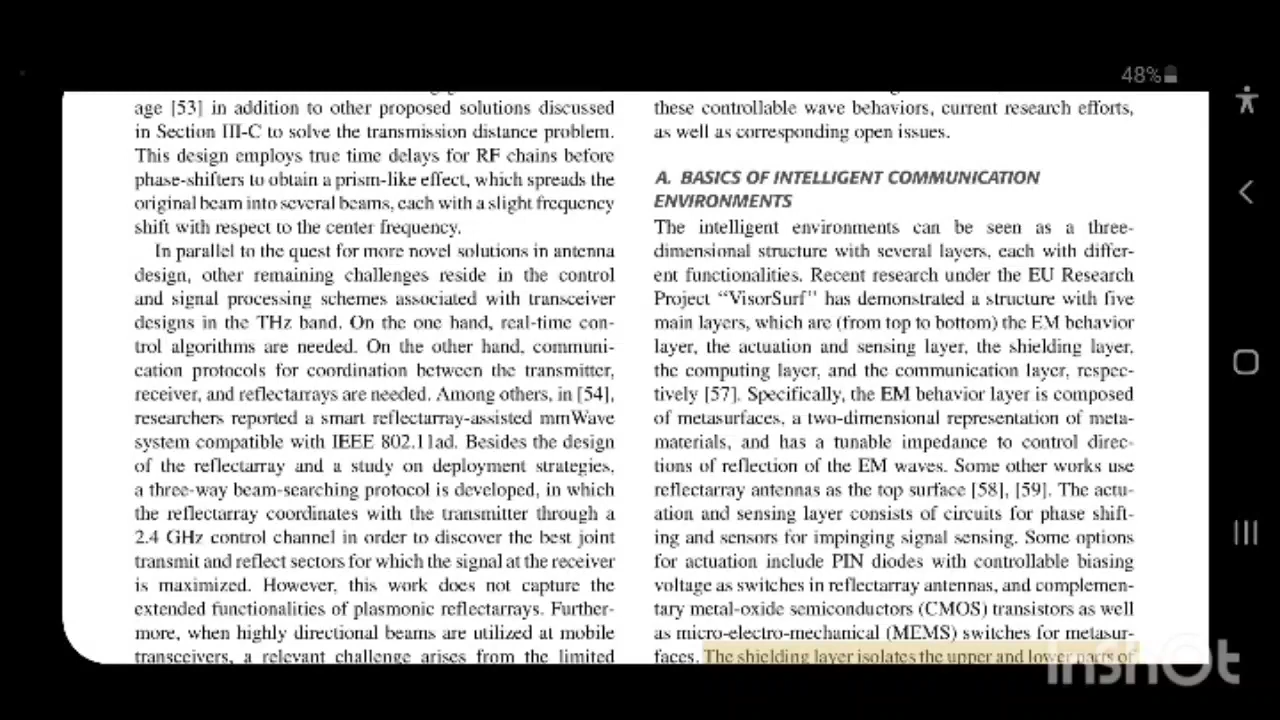 48%
age [53] in addition to other proposed solutions discussed
in Section III-C to solve the transmission distance problem.
This design employs true time delays for RF chains before
phase-shifters to obtain a prism-like effect, which spreads the
original beam into several beams, each with a slight frequency
shift with respect to the center frequency.
In parallel to the quest for more novel solutions in antenna
design, other remaining challenges reside in the control
and signal processing schemes associated with transceiver
designs in the THz band. On the one hand, real-time con-
trol algorithms are needed. On the other hand, communi-
cation protocols for coordination between the transmitter,
receiver, and reflectarrays are needed. Among others, in [54],
researchers reported a smart reflectarray-assisted mmWave
system compatible with IEEE 802.11ad. Besides the design
of the reflectarray and a study on deployment strategies,
a three-way beam-searching protocol is developed, in which
the reflectarray coordinates with the transmitter through a
2.4 GHz control channel in order to discover the best joint
transmit and reflect sectors for which the signal at the receiver
is maximized. However, this work does not capture the
extended functionalities of plasmonic reflectarrays. Further-
more, when highly directional beams are utilized at mobile
transceivers, a relevant challenge arises from the limited
these controllable wave behaviors, current research efforts,
as well as corresponding open issues.
A. BASICS OF INTELLIGENT COMMUNICATION
ENVIRONMENTS
The intelligent environments can be seen as a three-
dimensional structure with several layers, each with differ-
ent functionalities. Recent research under the EU Research
Project “VisorSurf” has demonstrated a structure with five
main layers, which are (from top to bottom) the EM behavior
layer, the actuation and sensing layer, the shielding layer,
the computing layer, and the communication layer, respec-
tively [57]. Specifically, the EM behavior layer is composed
of metasurfaces, a two-dimensional representation of meta-
materials, and has a tunable impedance to control direc-
tions of reflection of the EM waves. Some other works use
reflectarray antennas as the top surface [58], [59]. The actu-
ation and sensing layer consists of circuits for phase shift-
ing and sensors for impinging signal sensing. Some options
for actuation include PIN diodes with controllable biasing
voltage as switches in reflectarray antennas, and complemen-
tary metal-oxide semiconductors (CMOS) transistors as well
as micro-electro-mechanical (MEMS) switches for metasur-
faces. The shielding layer isolates the upper and lower parts of
InShOt